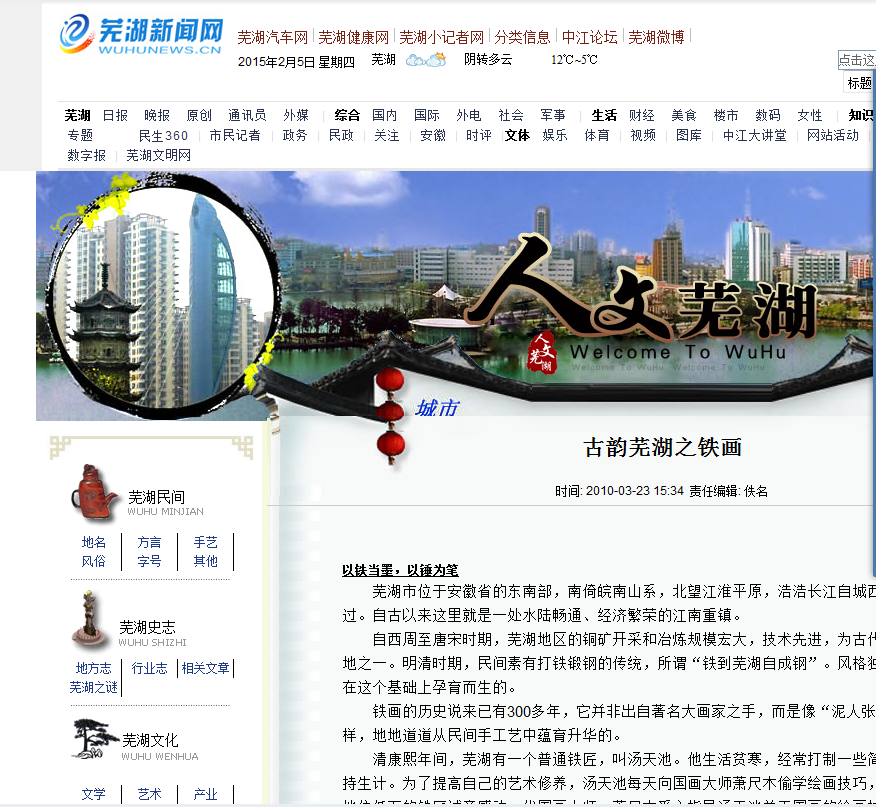 芜湖新闻网
WUHUNEWS.CN
芜湖汽车网 芜湖健康网 芜湖小记者网 分类信息 中江论坛 芜湖微博
2015年2月5日 星期四 芜湖 阴转多云 12℃~5℃
点击这
标题
芜湖 日报 晚报 原创 通讯员 外媒 综合 国内 国际 外电 社会 军事 生活 财经 美食 楼市 数码 女性 知识
专题 民生360 市民记者 政务 民政 关注 安徽 时评 文体 娱乐 体育 视频 图库 中江大讲堂 网站活动
数字报 芜湖文明网
人文芜湖
人文芜湖
Welcome To WuHu
Welcome To WuHu Welcome To WuHu
城市
古韵芜湖之铁画
时间: 2010-03-23 15:34 责任编辑: 佚名
芜湖民间
WUHU MINJIAN
地名 方言 手艺
风俗 字号 其他
芜湖史志
WUHU SHIZHI
地方志 行业志 相关文章
芜湖之谜
芜湖文化
WUHU WENHUA
文学 艺术 产业
以铁当墨，以锤为笔
芜湖市位于安徽省的东南部，南倚皖南山系，北望江淮平原，浩浩长江自城西
过。自古以来这里就是一处水陆畅通、经济繁荣的江南重镇。
自西周至唐宋时期，芜湖地区的铜矿开采和冶炼规模宏大，技术先进，为古代
地之一。明清时期，民间素有打铁锻钢的传统，所谓“铁到芜湖自成钢”。风格独
在这个基础上孕育而生的。
铁画的历史说来已有300多年，它并非出自著名大画家之手，而是像“泥人张
样，地地道道从民间手工艺中蕴育升华的。
清康熙年间，芜湖有一个普通铁匠，叫汤天池。他生活贫寒，经常打制一些简
持生计。为了提高自己的艺术修养，汤天池每天向国画大师萧尺木偷学绘画技巧，